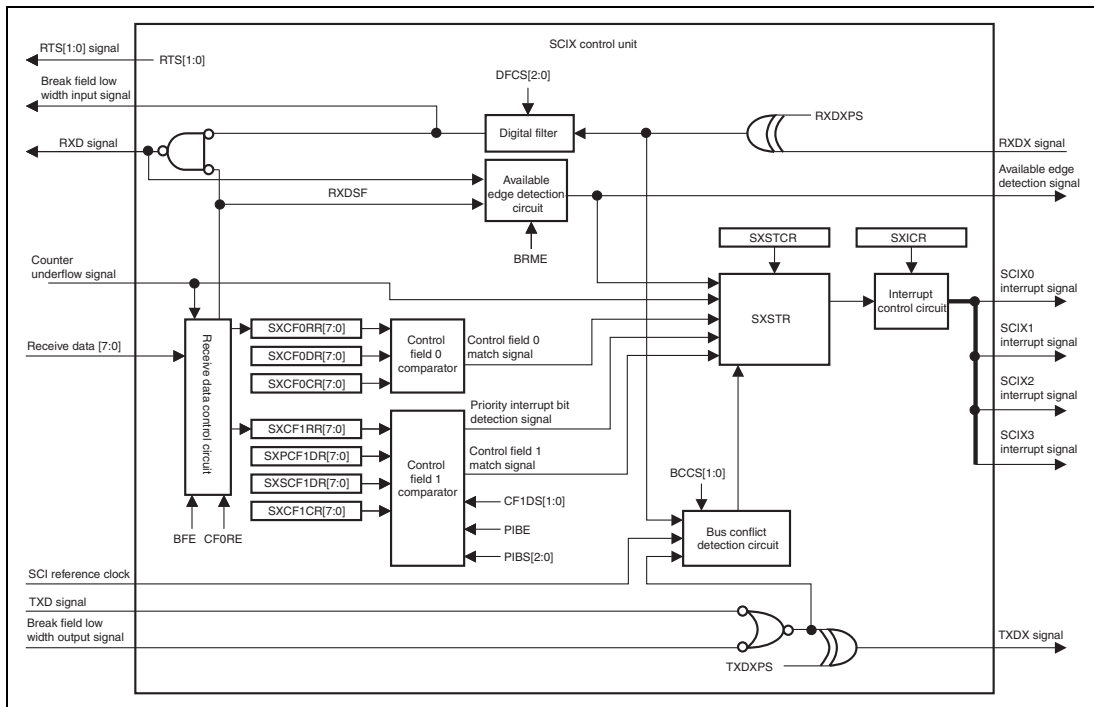 SCIX control unit
RTS[1:0] signal
RTS[1:0]
Break field low
width input signal
DFCS[2:0]
RXDXPS
Digital filter
RXD signal
RXDX signal
RXDSF
Available
edge detection
circuit
Available edge
detection signal
BRME
SXSTCR
SXICR
Counter
underflow signal
SXSTR
Interrupt
control circuit
SCIX0
interrupt signal
SCIX1
interrupt signal
SCIX2
interrupt signal
SCIX3
interrupt signal
Receive data [7:0]
Receive data control circuit
SXCF0RR[7:0]
SXCF0DR[7:0]
SXCF0CR[7:0]
Control
field 0
comparator
Control field 0
match signal
Priority interrupt bit
detection signal
SXCF1RR[7:0]
SXPCF1DR[7:0]
SXSCF1DR[7:0]
SXCF1CR[7:0]
Control
field 1
comparator
Control field 1
match signal
CF1DS[1:0]
PIBE
PIBS[2:0]
BFE
CF0RE
BCCS[1:0]
Bus conflict
detection circuit
SCI reference clock
TXD signal
Break field low
width output signal
TXDXPS
TXDX signal